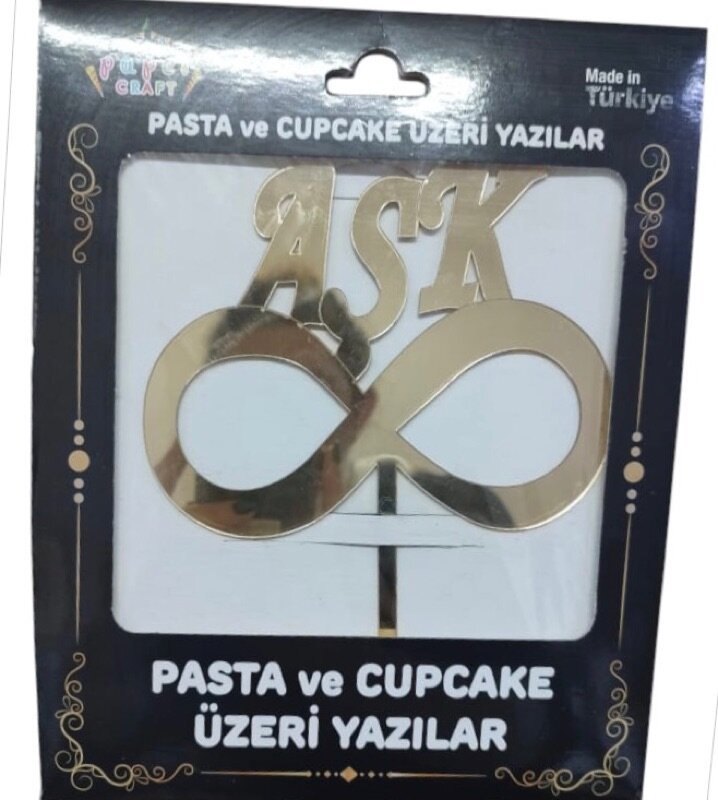 CRAFT
Made in
Türkiye
PASTA ve CUPCAKE ÜZERİ YAZILAR
AŞK
PASTA ve CUPCAKE
ÜZERİ YAZILAR